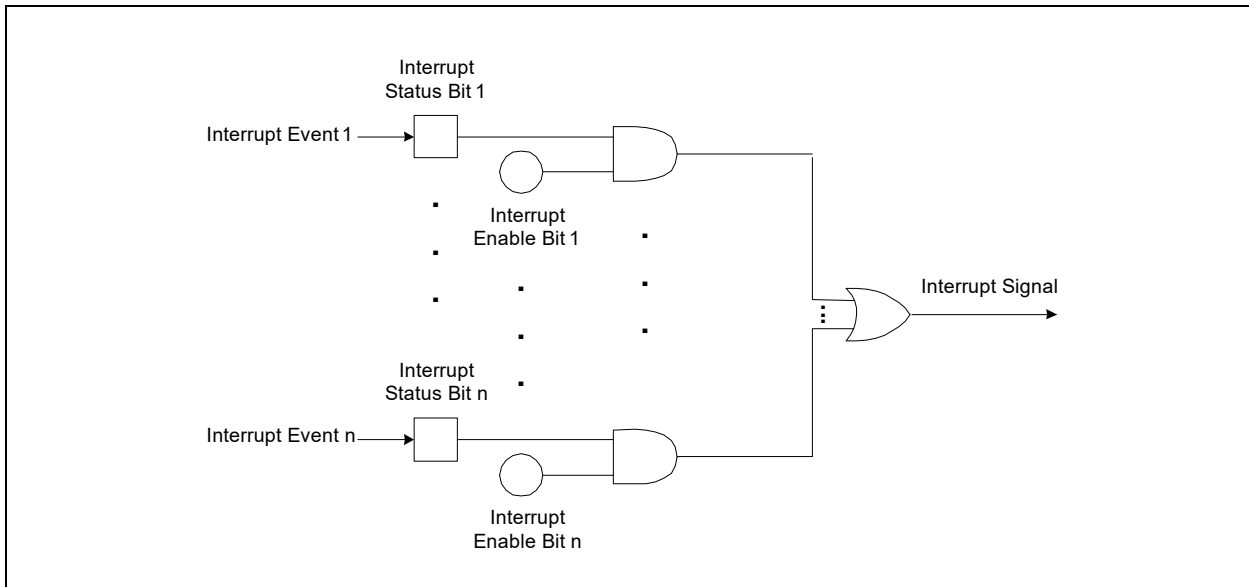 Interrupt
Status Bit 1
Interrupt Event 1
Interrupt
Enable Bit 1
Interrupt Signal
Interrupt
Status Bit n
Interrupt Event n
Interrupt
Enable Bit n